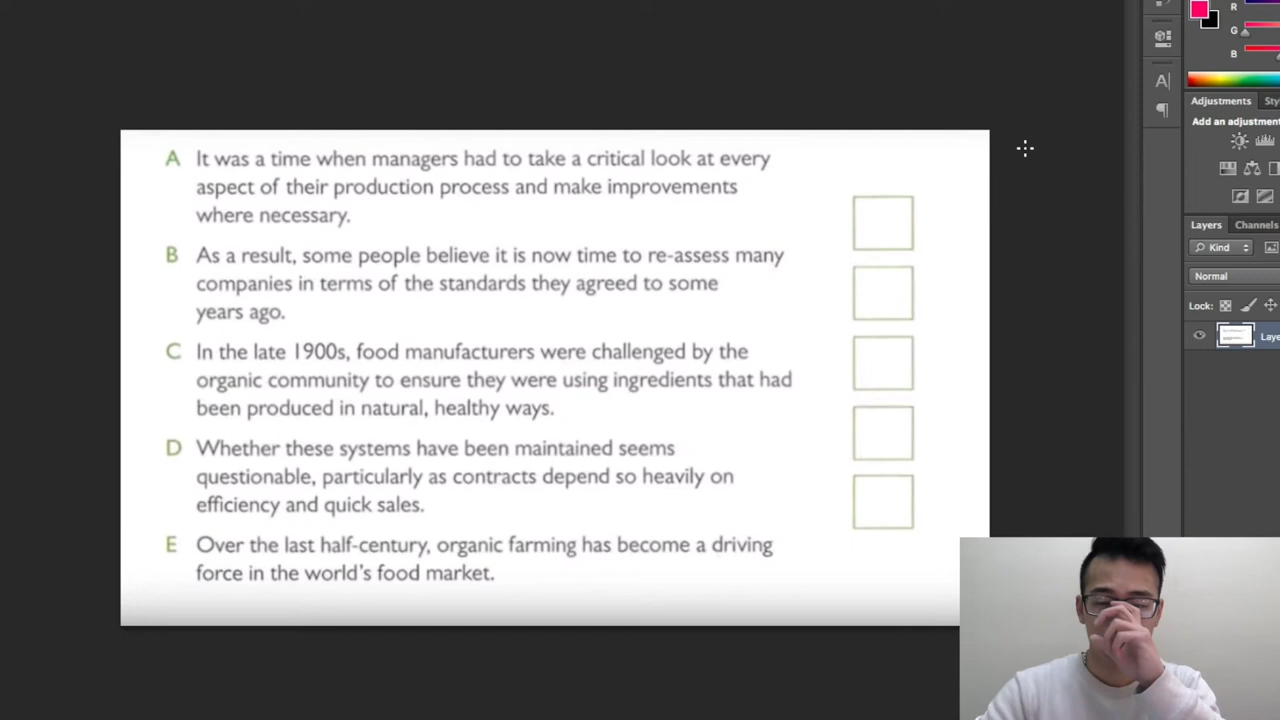 A It was a time when managers had to take a critical look at every
aspect of their production process and make improvements
where necessary.
B As a result, some people believe it is now time to re-assess many
companies in terms of the standards they agreed to some
years ago.
C In the late 1900s, food manufacturers were challenged by the
organic community to ensure they were using ingredients that had
been produced in natural, healthy ways.
D Whether these systems have been maintained seems
questionable, particularly as contracts depend so heavily on
efficiency and quick sales.
E Over the last half-century, organic farming has become a driving
force in the world's food market.
R
G
B
A
Adjustments Sty
Add an adjustment
Layers Channels
Kind
Normal
Lock:
Laye